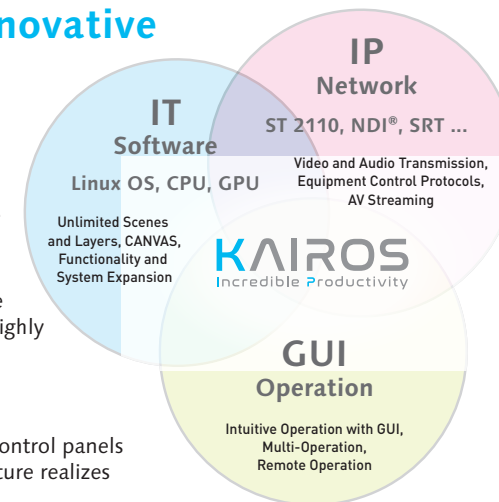 novative
IP
Network
ST 2110, NDI®, SRT ...
Video and Audio Transmission,
Equipment Control Protocols,
AV Streaming
IT
Software
Linux OS, CPU, GPU
Unlimited Scenes
and Layers, CANVAS,
Functionality and
System Expansion
KAIROS
Incredible Productivity
GUI
Operation
Intuitive Operation with GUI,
Multi-Operation,
Remote Operation
ighly
ontrol panels
ture realizes